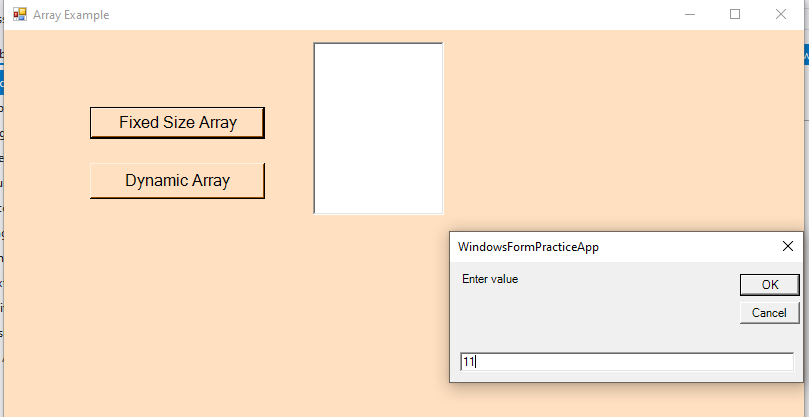 Array Example
Fixed Size Array
Dynamic Array
WindowsFormPracticeApp
Enter value
OK
Cancel
11